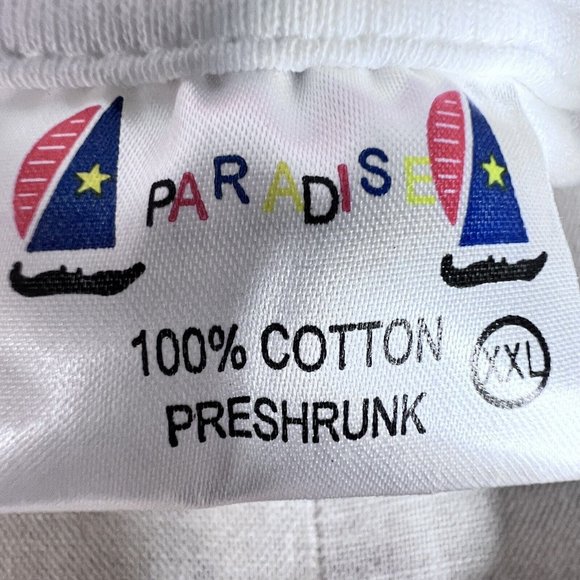 PARADISE
100% COTTON
XXL
PRESHRUNK